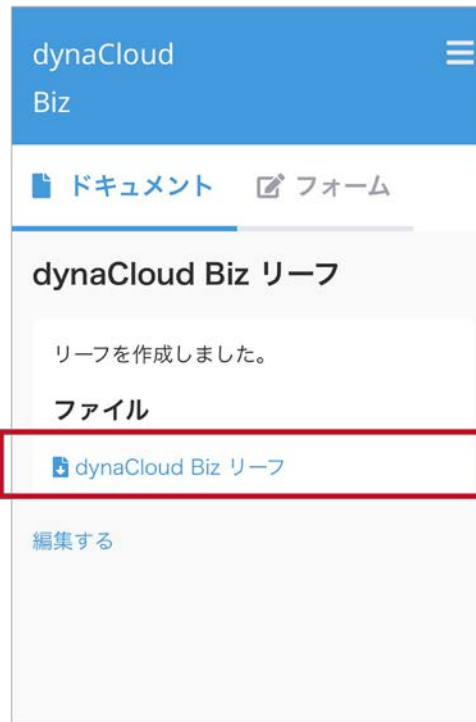 dynaCloud
Biz
ドキュメント フォーム
dynaCloud Biz リーフ
リーフを作成しました。
ファイル
dynaCloud Biz リーフ
編集する